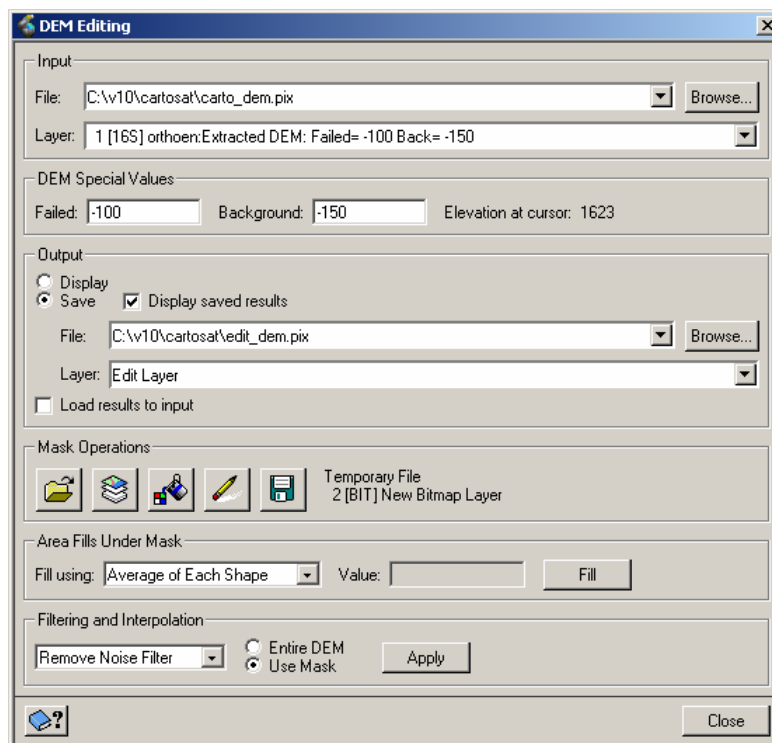 DEM Editing
Input
File: C:\v10\cartosat\carto_dem.pix Browse...
Layer: 1 [16S] orthoen:Extracted DEM: Failed= -100 Back= -150
DEM Special Values
Failed: -100 Background: -150 Elevation at cursor: 1623
Output
Display
Save Display saved results
File: C:\v10\cartosat\edit_dem.pix Browse...
Layer: Edit Layer
Load results to input
Mask Operations
Temporary File
2 [BIT] New Bitmap Layer
Area Fills Under Mask
Fill using: Average of Each Shape Value: Fill
Filtering and Interpolation
Entire DEM
Remove Noise Filter Use Mask Apply
? Close